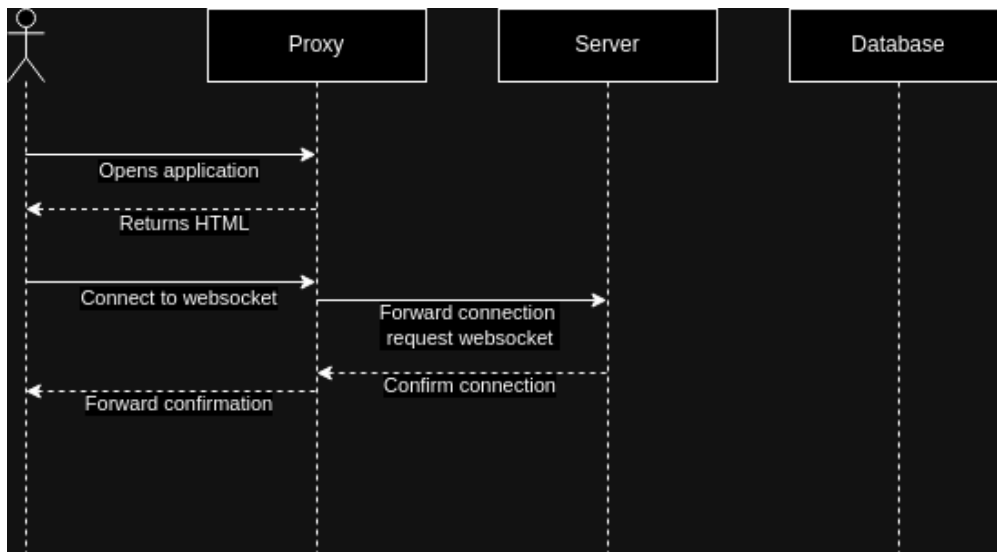 Proxy
Server
Database
Opens application
Returns HTML
Connect to websocket
Forward connection
request websocket
Confirm connection
Forward confirmation